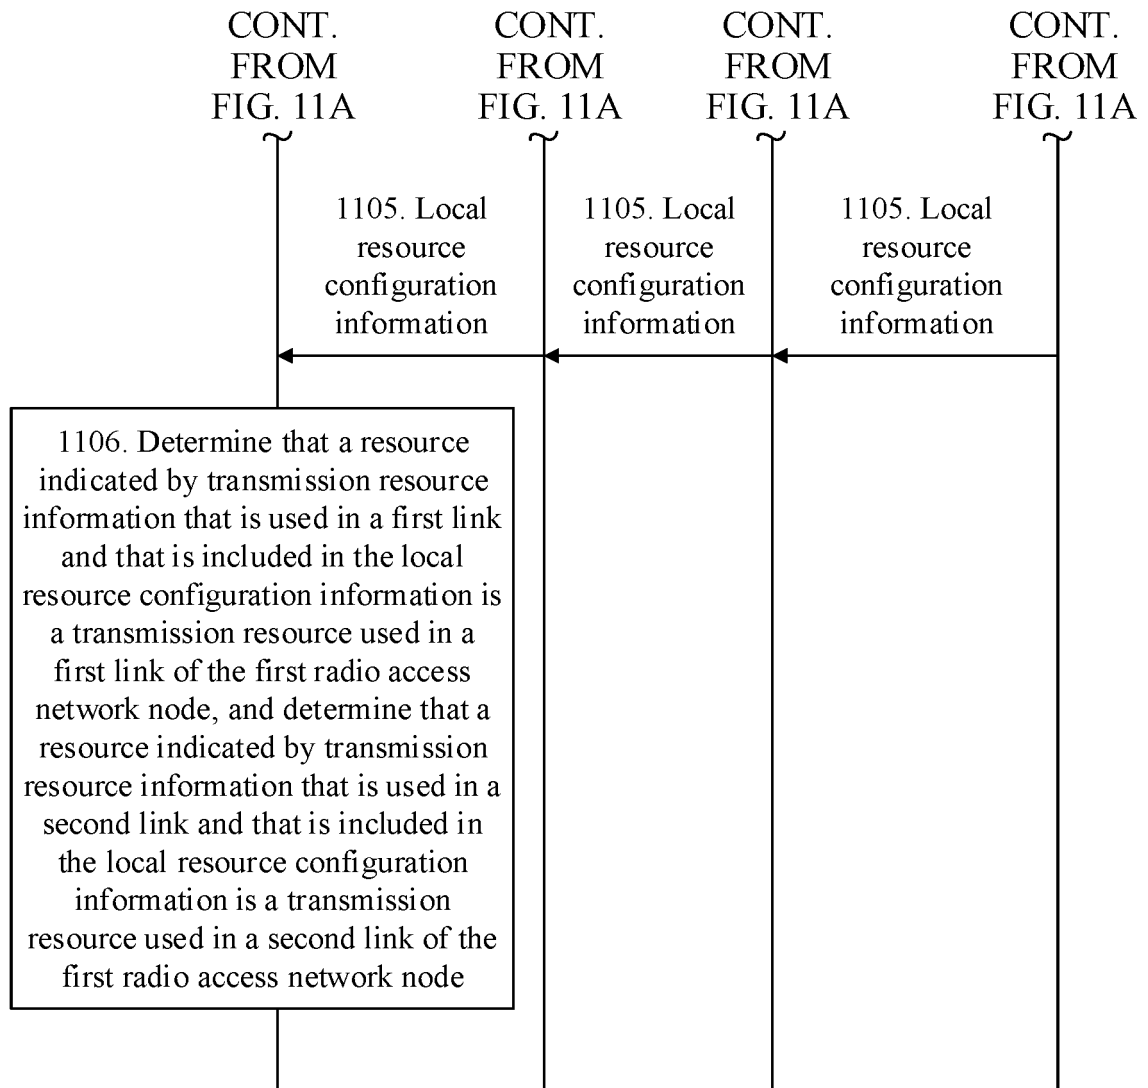 CONT.
FROM
FIG. 11A
CONT.
FROM
FIG. 11A
CONT.
FROM
FIG. 11A
CONT.
FROM
FIG. 11A
1105. Local
resource
configuration
information
1105. Local
resource
configuration
information
1105. Local
resource
configuration
information
1106. Determine that a resource
indicated by transmission resource
information that is used in a first link
and that is included in the local
resource configuration information is
a transmission resource used in a
first link of the first radio access
network node, and determine that a
resource indicated by transmission
resource information that is used in a
second link and that is included in
the local resource configuration
information is a transmission
resource used in a second link of the
first radio access network node